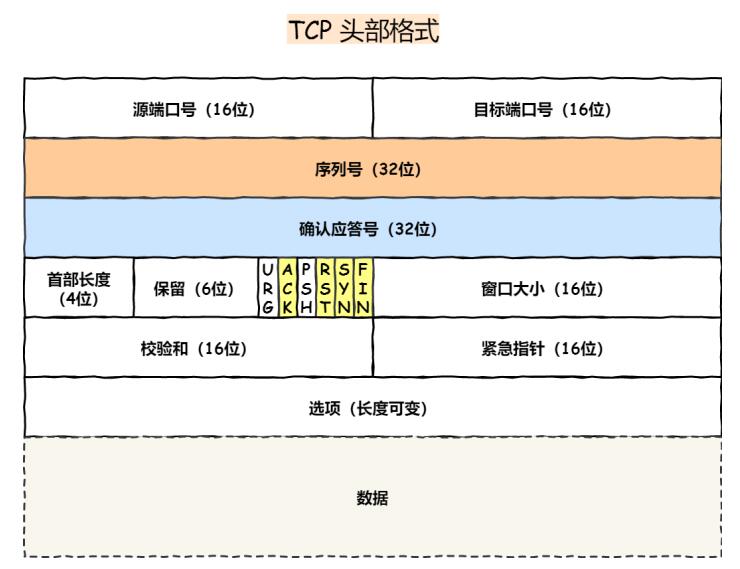 TCP 头部格式
源端口号（16位） 目标端口号（16位）
序列号（32位）
确认应答号（32位）
首部长度
（4位）
保留（6位）
URG
ACK
PSH
RST
SYN
FIN
窗口大小（16位）
校验和（16位） 紧急指针（16位）
选项（长度可变）
数据